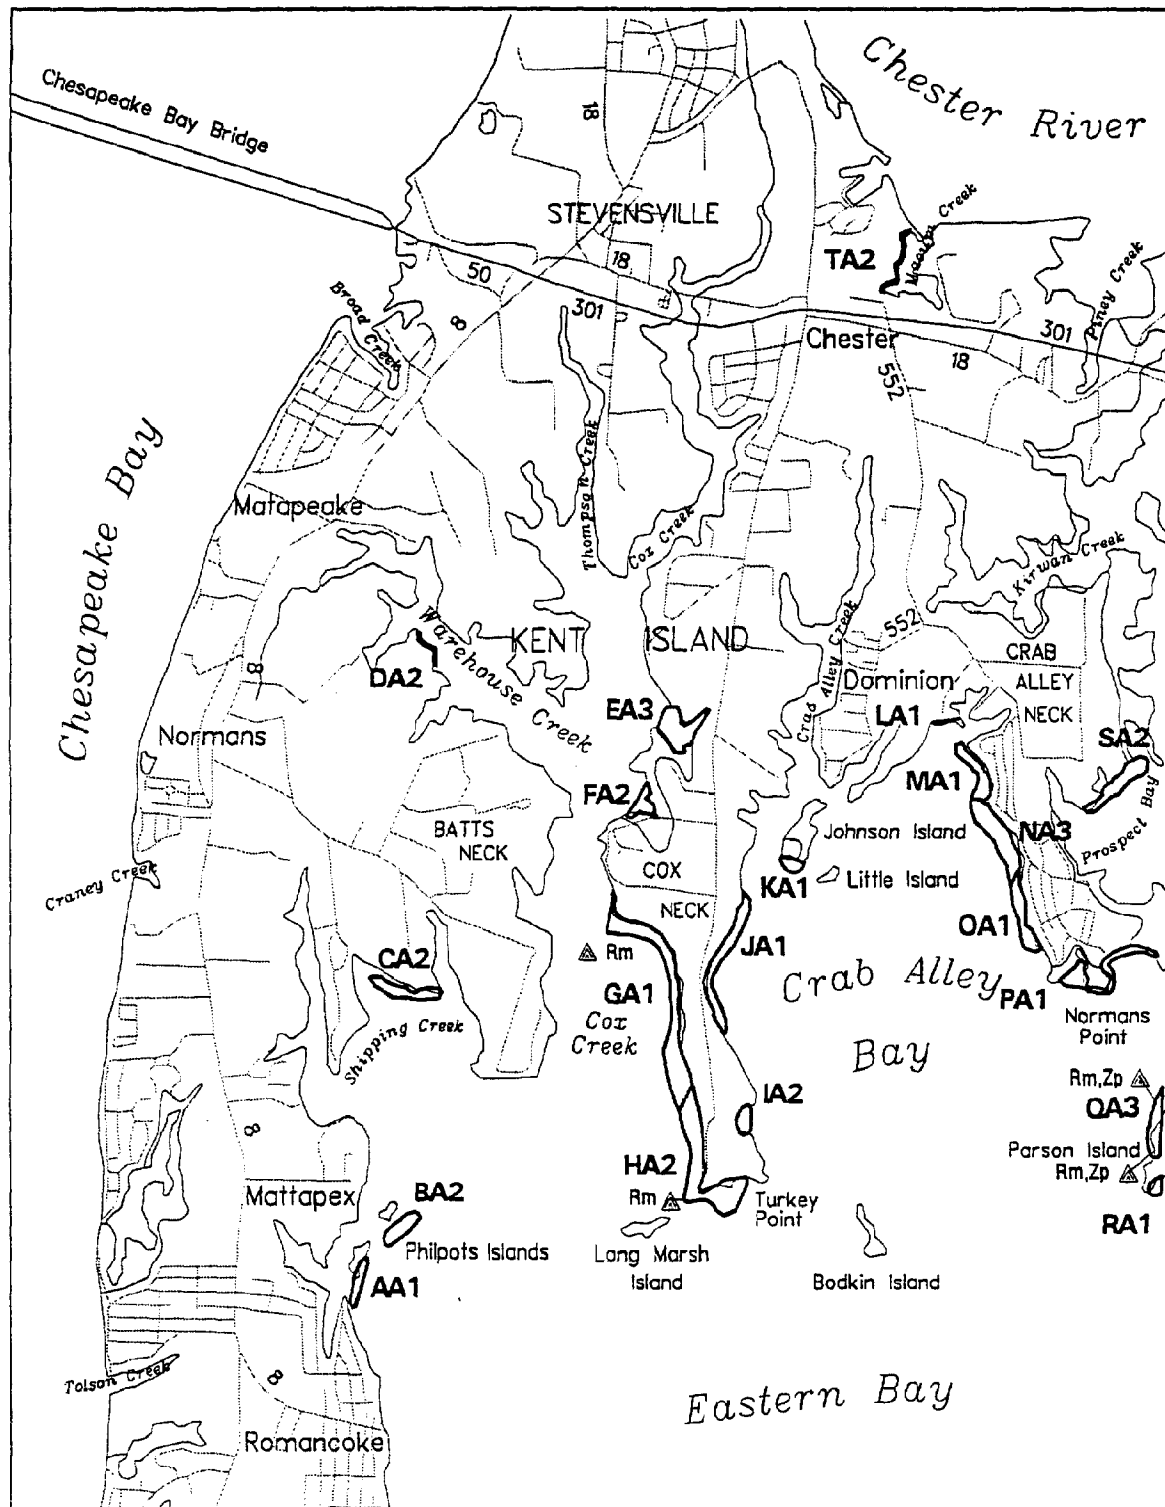 Chester River
Chesapeake Bay Bridge
18
STEVENSVILLE
Macum Creek
TA2
18
50
301
Piney Creek
Broad
Creek
8
Chester
301
18
552
Chesapeake Bay
Matapeake
Thompson Creek
Cox Creek
Kirwan Creek
Warehouse Creek
KENT ISLAND
Crab Alley Creek
552
CRAB
ALLEY
NECK
8
DA2
Dominion
EA3
LA1
SA2
Normans
MA1
FA2
BATTS
NECK
Johnson Island
NA3
Prospect Bay
COX
NECK
KA1
Little Island
Craney Creek
OA1
JA1
Rm
CA2
GA1
Crab Alley
Bay
PA1
Normans
Point
Cox
Creek
Shipping Creek
Rm,Zp
QA3
IA2
8
Parson Island
Rm,Zp
HA2
Mattapex
BA2
Rm
Turkey
Point
RA1
Philpots Islands
Long Marsh
Island
Bodkin Island
AA1
Tolson Creek
8
Eastern Bay
Romancoke